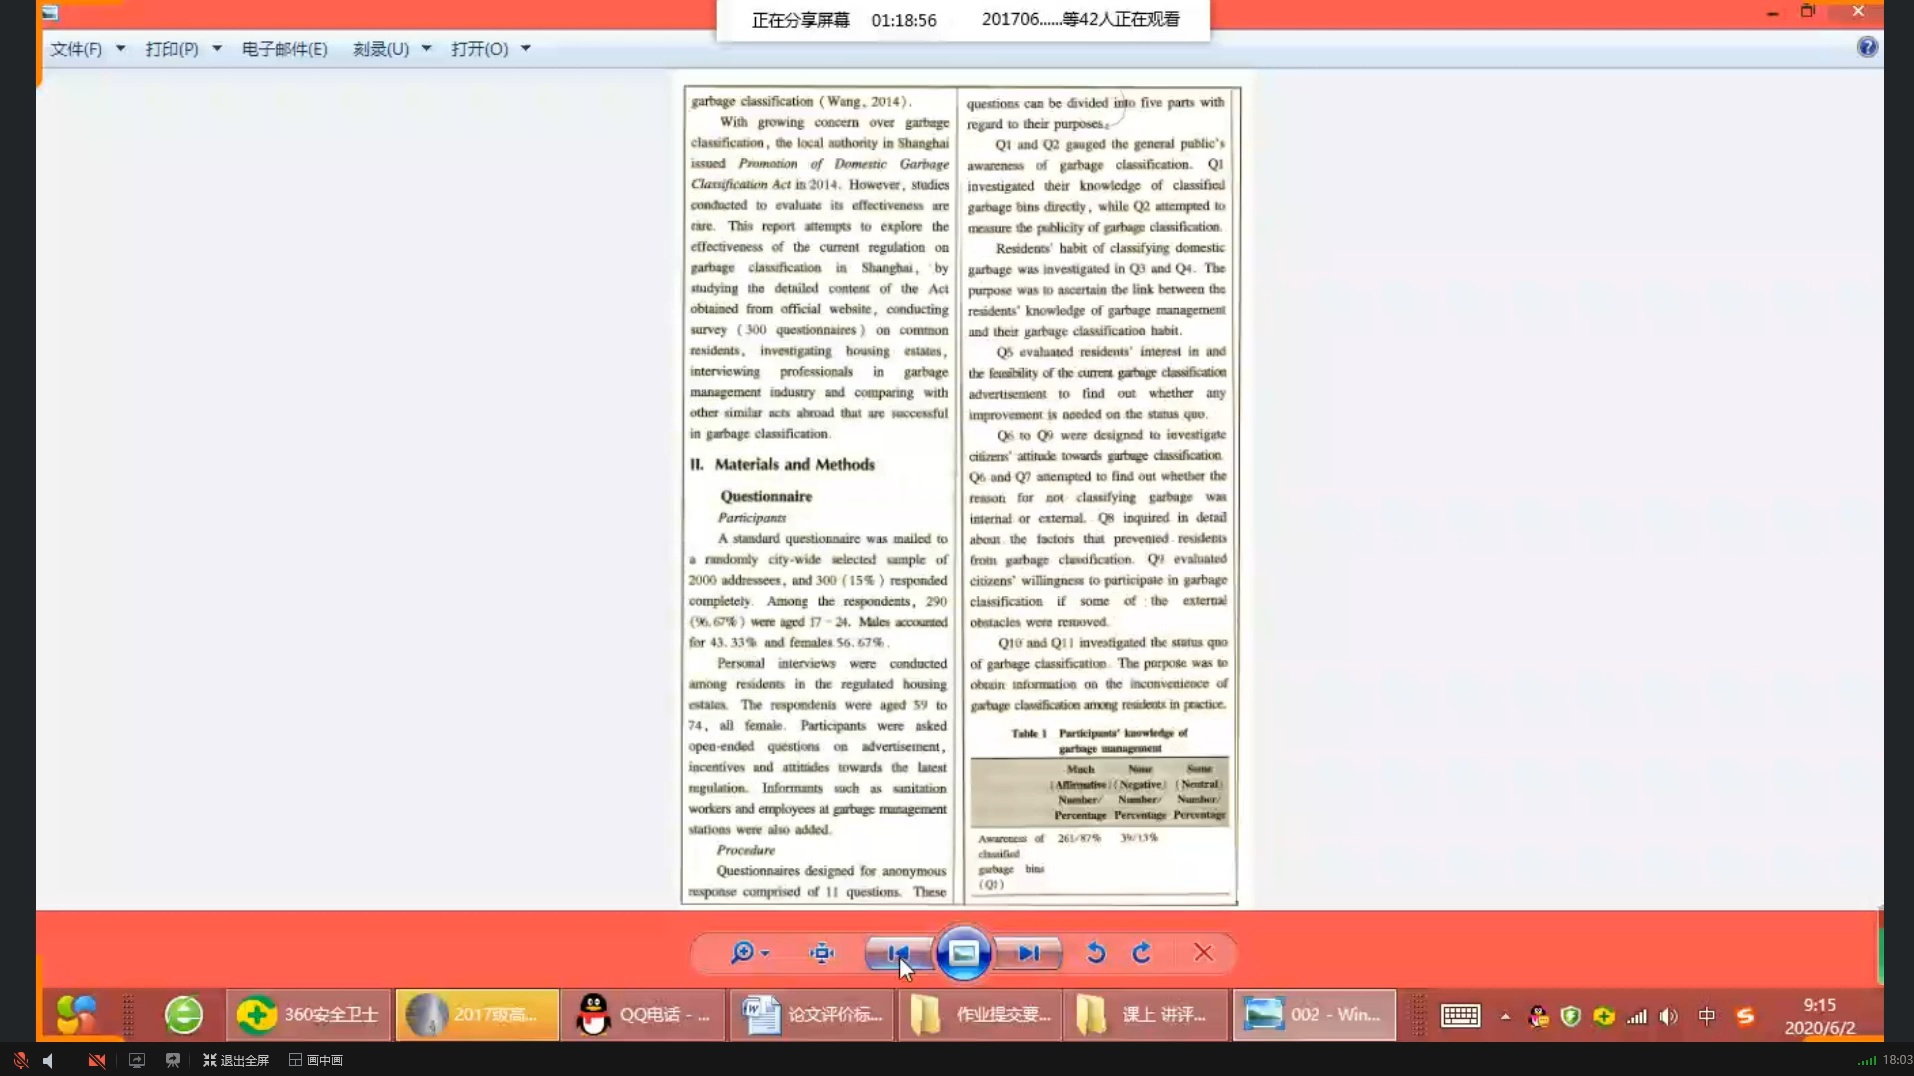 正在分享屏幕 01:18:56 201706......等42人正在观看
文件(F) 打印(P) 电子邮件(E) 刻录(U) 打开(O)
garbage classification (Wang, 2014).
With growing concern over garbage
classification, the local authority in Shanghai
issued Promotion of Domestic Garbage
Classification Act in 2014. However, studies
conducted to evaluate its effectiveness are
rare. This report attempts to explore the
effectiveness of the current regulation on
garbage classification in Shanghai, by
studying the detailed content of the Act
obtained from official website, conducting
survey (300 questionnaires) on common
residents, investigating housing estates,
interviewing professionals in garbage
management industry and comparing with
other similar acts abroad that are successful
in garbage classification.
II. Materials and Methods
Questionnaire
Participants
A standard questionnaire was mailed to
a randomly city-wide selected sample of
2000 addressees, and 300 (15%) responded
completely. Among the respondents, 290
(96.67%) were aged 17-24. Males accounted
for 43.33% and females 56.67%.
Personal interviews were conducted
among residents in the regulated housing
estates. The respondents were aged 59 to
74, all female. Participants were asked
open-ended questions on advertisement,
incentives and attitudes towards the latest
regulation. Informants such as sanitation
workers and employees at garbage management
stations were also added.
Procedure
Questionnaires designed for anonymous
response comprised of 11 questions. These
questions can be divided into five parts with
regard to their purposes.
Q1 and Q2 gauged the general public's
awareness of garbage classification. Q1
investigated their knowledge of classified
garbage bins directly, while Q2 attempted to
measure the publicity of garbage classification.
Residents' habit of classifying domestic
garbage was investigated in Q3 and Q4. The
purpose was to ascertain the link between the
residents' knowledge of garbage management
and their garbage classification habit.
Q5 evaluated residents' interest in and
the feasibility of the current garbage classification
advertisement to find out whether any
improvement is needed on the status quo.
Q6 to Q9 were designed to investigate
citizens' attitude towards garbage classification.
Q6 and Q7 attempted to find out whether the
reason for not classifying garbage was
internal or external. Q8 inquired in detail
about the factors that prevented residents
from garbage classification. Q9 evaluated
citizens' willingness to participate in garbage
classification if some of the external
obstacles were removed.
Q10 and Q11 investigated the status quo
of garbage classification. The purpose was to
obtain information on the inconvenience of
garbage classification among residents in practice.
Table 1 Participants' knowledge of
garbage management
Much None Some
(Affirmative) (Negative) (Neutral)
Number/ Number/ Number/
Percentage Percentage Percentage
Awareness of 261/87% 39/13%
classified
garbage bins
(Q1)
360安全卫士 2017级高... QQ电话 - ... 论文评价标... 作业提交要... 课上 讲评... 002 - Win... 中 9:15
2020/6/2
退出全屏 画中画 18:03